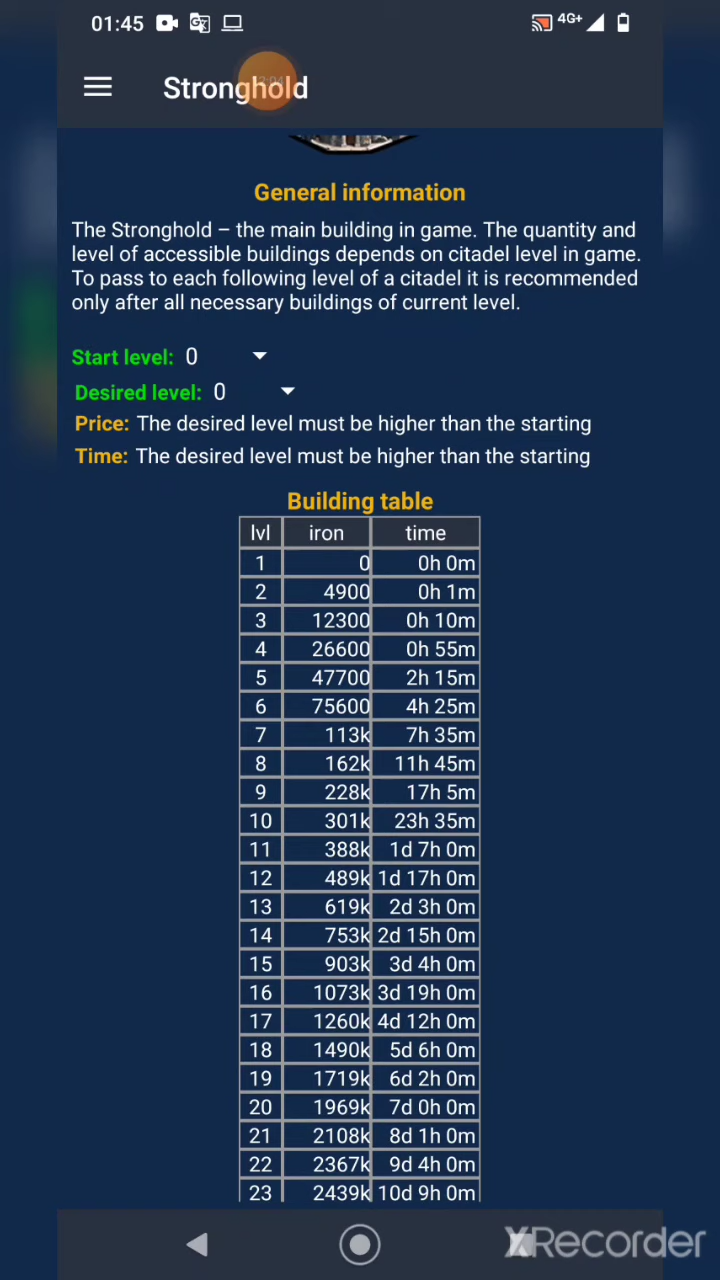 01:45 4G+
Stronghold
General information
The Stronghold – the main building in game. The quantity and
level of accessible buildings depends on citadel level in game.
To pass to each following level of a citadel it is recommended
only after all necessary buildings of current level.
Start level: 0
Desired level: 0
Price: The desired level must be higher than the starting
Time: The desired level must be higher than the starting
Building table
lvl iron time
1 0 0h 0m
2 4900 0h 1m
3 12300 0h 10m
4 26600 0h 55m
5 47700 2h 15m
6 75600 4h 25m
7 113k 7h 35m
8 162k 11h 45m
9 228k 17h 5m
10 301k 23h 35m
11 388k 1d 7h 0m
12 489k 1d 17h 0m
13 619k 2d 3h 0m
14 753k 2d 15h 0m
15 903k 3d 4h 0m
16 1073k 3d 19h 0m
17 1260k 4d 12h 0m
18 1490k 5d 6h 0m
19 1719k 6d 2h 0m
20 1969k 7d 0h 0m
21 2108k 8d 1h 0m
22 2367k 9d 4h 0m
23 2439k 10d 9h 0m
XRecorder